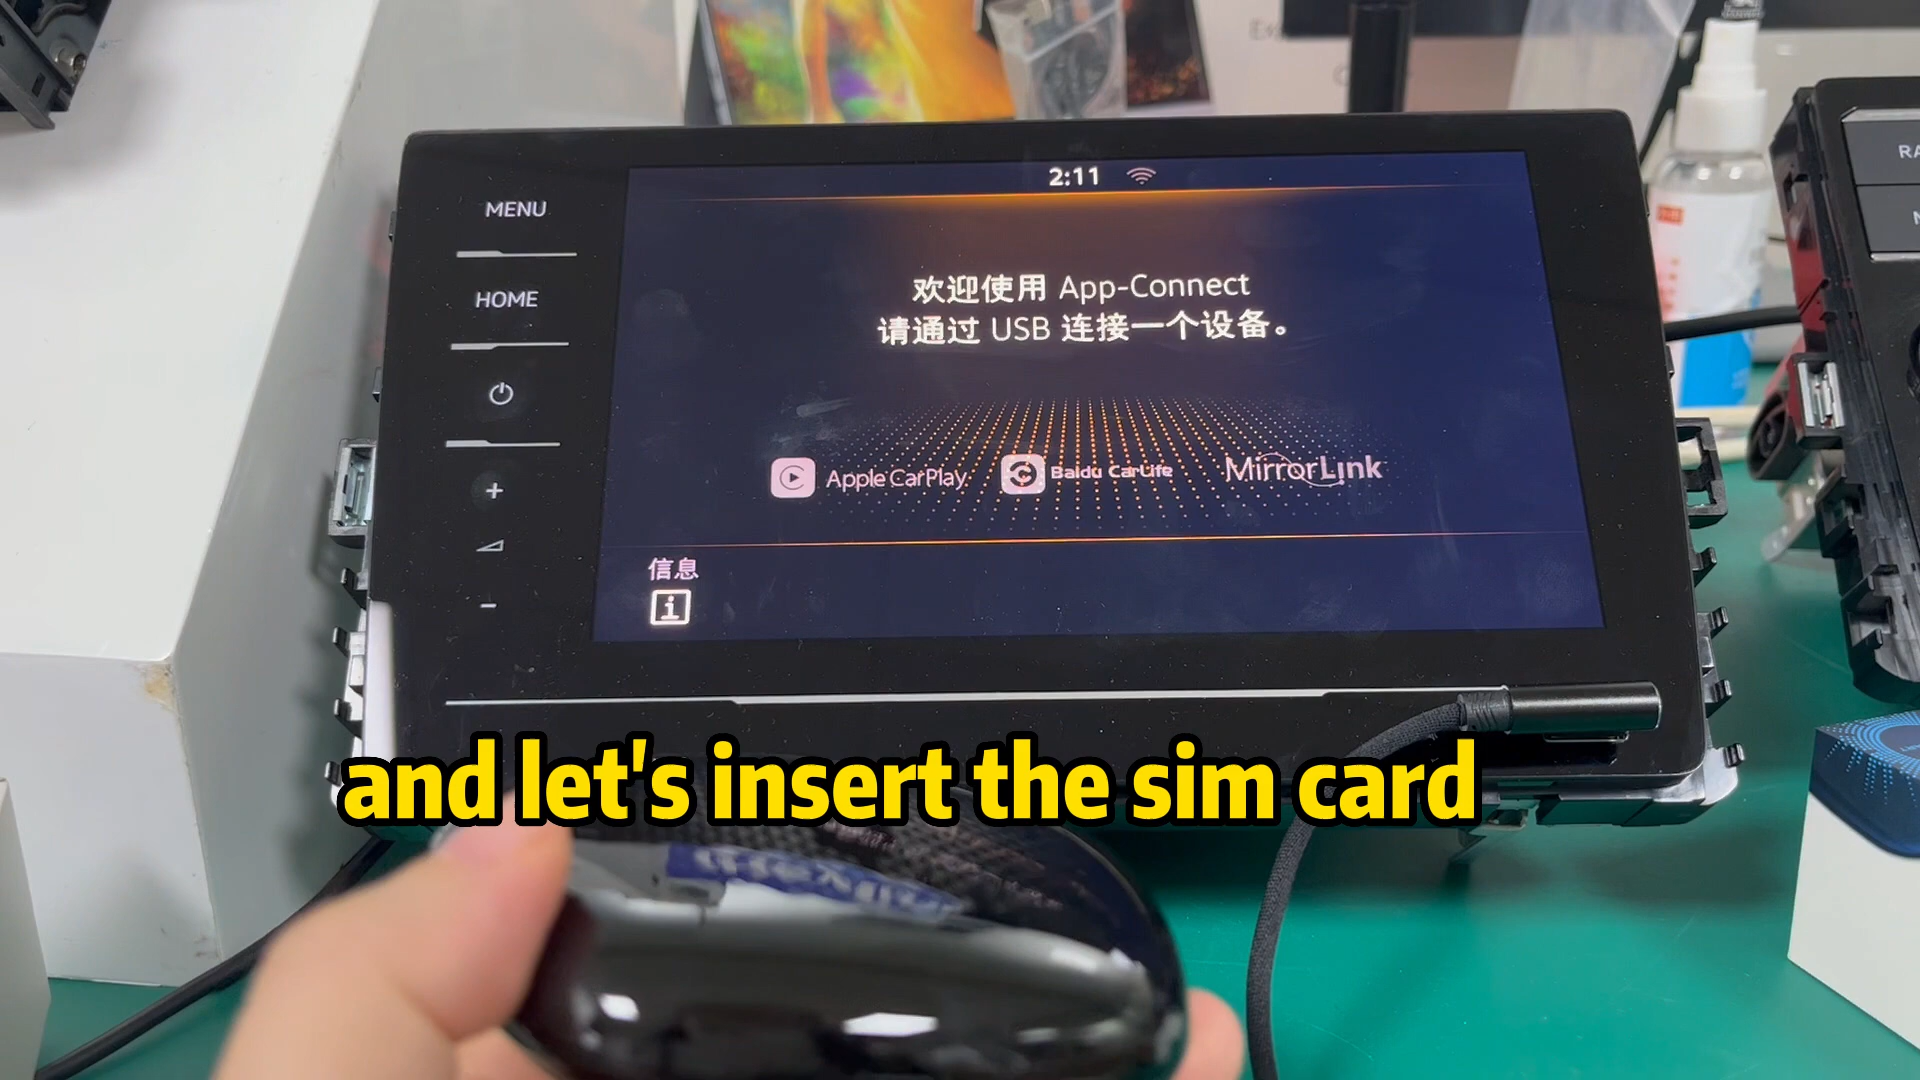 2:11
MENU
HOME
欢迎使用 App-Connect
请通过 USB 连接一个设备。
Apple CarPlay
Baidu CarLife
MirrorLink
信息
and let's insert the sim card